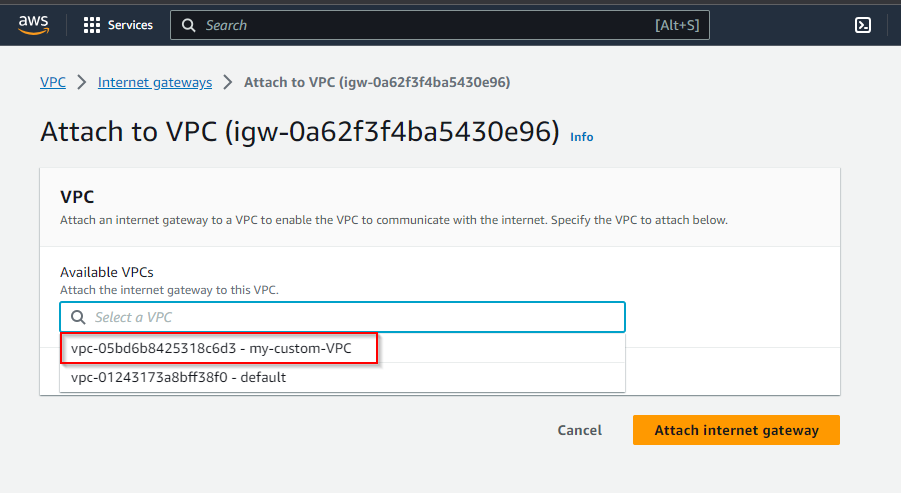 aws
Services
Search
[Alt+S]
VPC > Internet gateways > Attach to VPC (igw-0a62f3f4ba5430e96)
Attach to VPC (igw-0a62f3f4ba5430e96) Info
VPC
Attach an internet gateway to a VPC to enable the VPC to communicate with the internet. Specify the VPC to attach below.
Available VPCs
Attach the internet gateway to this VPC.
Select a VPC
vpc-05bd6b8425318c6d3 - my-custom-VPC
vpc-01243173a8bff38f0 - default
Cancel
Attach internet gateway